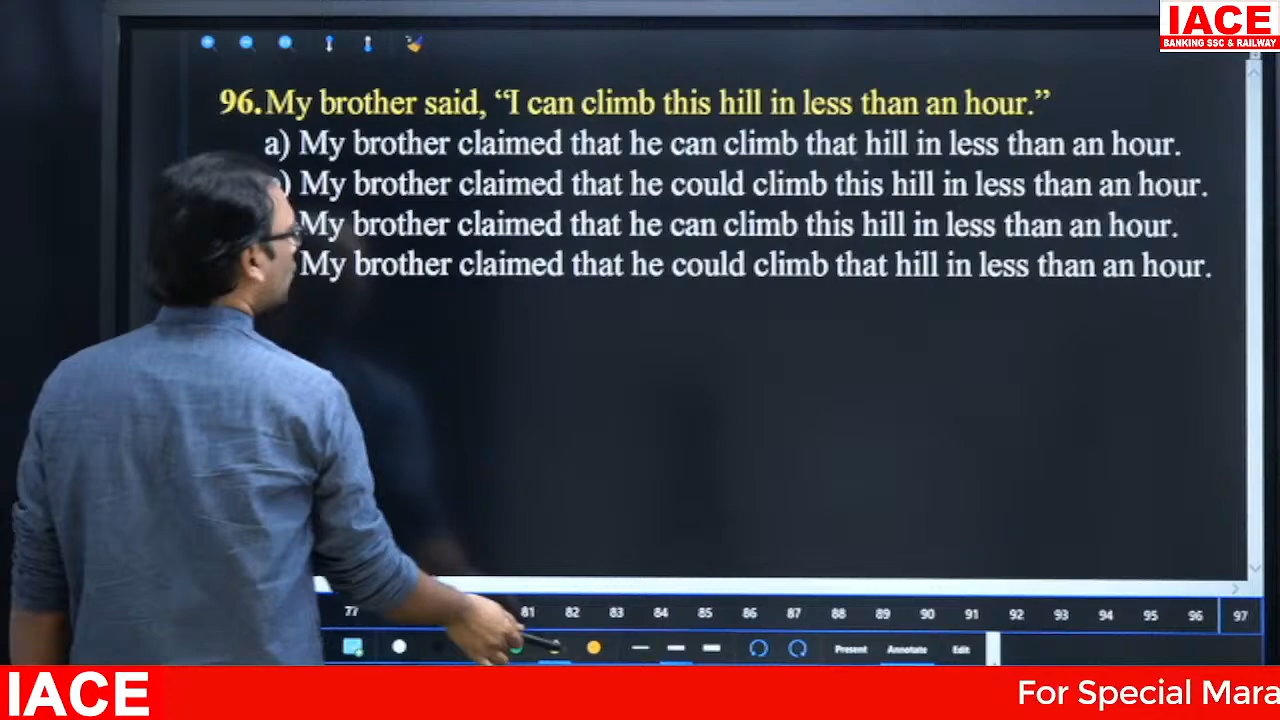 IACE
BANKING SSC & RAILWAY
96. My brother said, “I can climb this hill in less than an hour.”
a) My brother claimed that he can climb that hill in less than an hour.
) My brother claimed that he could climb this hill in less than an hour.
My brother claimed that he can climb this hill in less than an hour.
My brother claimed that he could climb that hill in less than an hour.
77 81 82 83 84 85 86 87 88 89 90 91 92 93 94 95 96 97
Present Annotate Edit
IACE For Special Mara